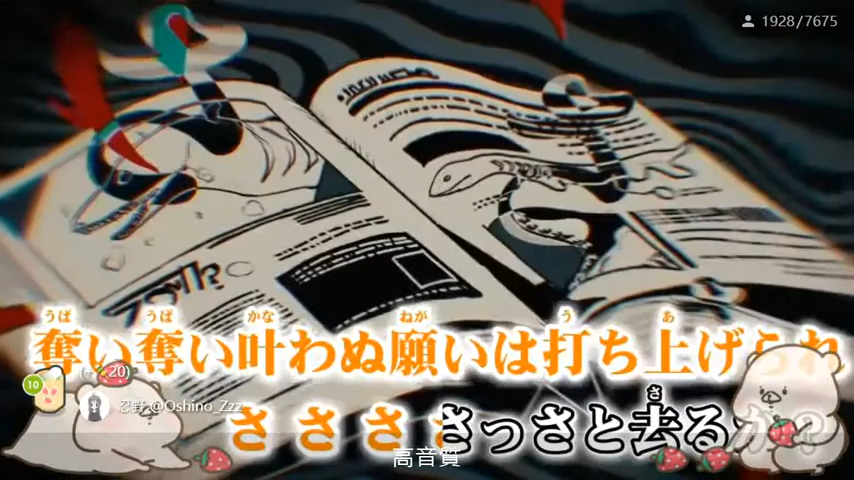 1928/7675
うば うば かな ねが う あ
奪い奪い叶わぬ願いは打ち上げられ
10
(+ 20)
忍野 @Oshino_Zzz
さ
さ さ さ さっさと去るか？
高音質